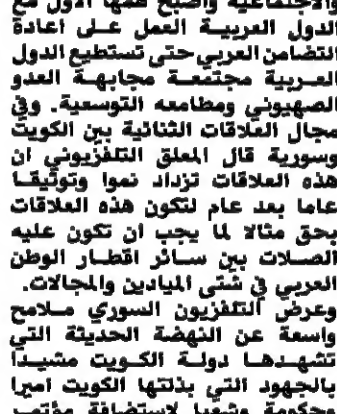 والاجتماعية واصبح همها الاول مع
الدول العربية العمل على اعادة
التضامن العربي حتى تستطيع الدول
العربية مجتمعة مجابهة العدو
الصهيوني ومطامعه التوسعية. وفي
مجال العلاقات الثنائية بين الكويت
وسورية قال المعلق التلفزيوني ان
هذه العلاقات تزداد نموا وتوثيقا
عاما بعد عام لتكون هذه العلاقات
بحق مثالا لما يجب ان تكون عليه
الصلات بين سائر اقطار الوطن
العربي في شتى الميادين والمجالات.
وعرض التلفزيون السوري ملامح
واسعة عن النهضة الحديثة التي
تشهدها دولة الكويت مشيدا
بالجهود التي بذلتها الكويت اميرا
وحكومة وشعبا لاستضافة مؤتمر